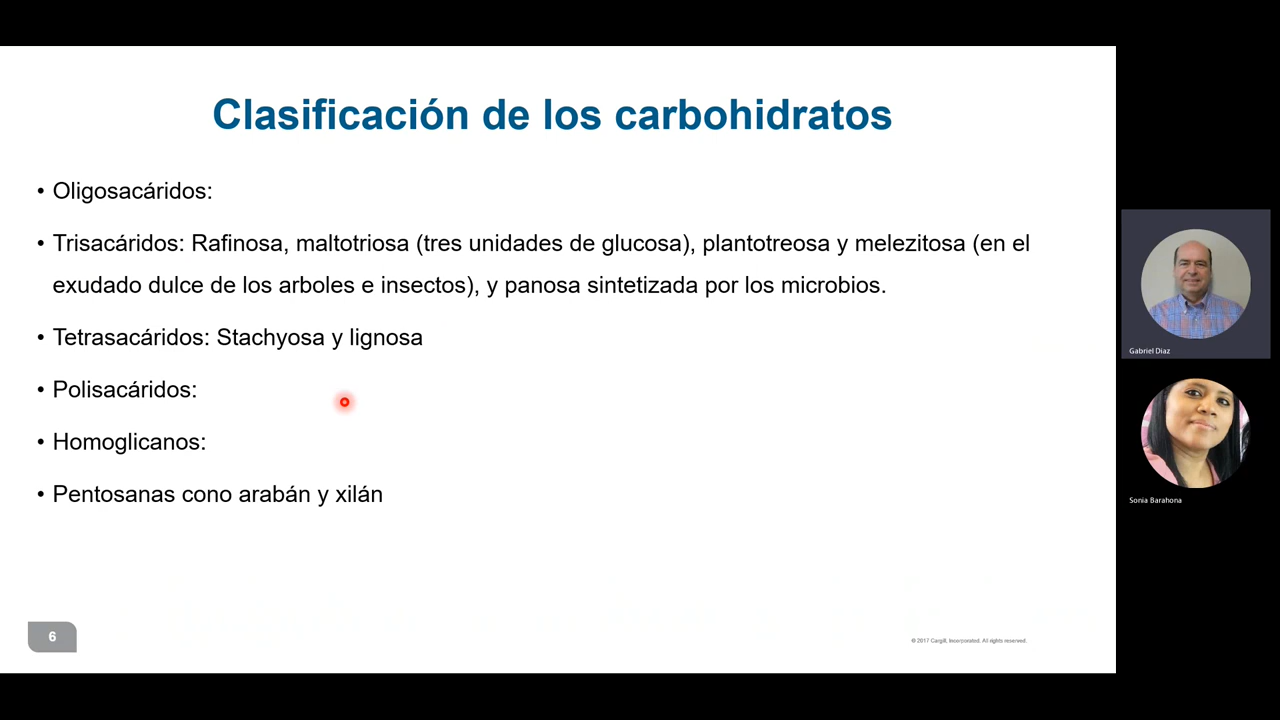 Clasificación de los carbohidratos
• Oligosacáridos:
• Trisacáridos: Rafinosa, maltotriosa (tres unidades de glucosa), plantotreosa y melezitosa (en el
exudado dulce de los arboles e insectos), y panosa sintetizada por los microbios.
• Tetrasacáridos: Stachyosa y lignosa
• Polisacáridos:
• Homoglicanos:
• Pentosanas cono arabán y xilán
6
© 2017 Cargill, Incorporated. All rights reserved.
Gabriel Diaz
Sonia Barahona